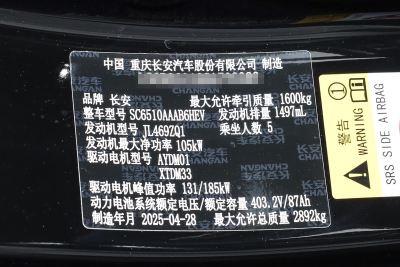 中国 重庆长安汽车股份有限公司 制造
品牌 长安
最大允许牵引质量 1600kg
整车型号 SC6510AAAB6HEV
发动机排量 1497mL
发动机型号 JL469ZQ1
乘坐人数 5
发动机最大净功率 105kW
驱动电机型号 AYDM01
XTDM33
驱动电机峰值功率 131/185kW
动力电池系统额定电压/额定容量 403.2V/87Ah
制造年月 2025-04-28
最大允许总质量 2892kg
SRS SIDE AIRBAG